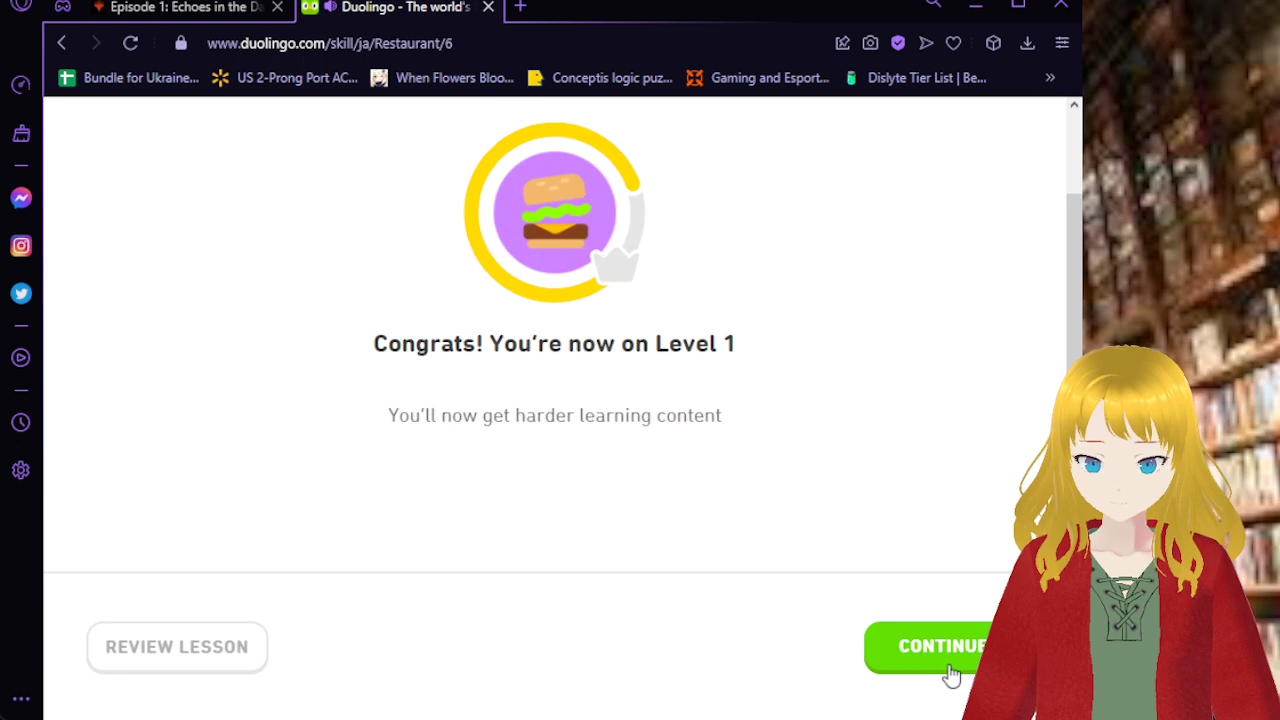 Episode 1: Echoes in the Da
Duolingo - The world's
www.duolingo.com/skill/ja/Restaurant/6
Bundle for Ukraine...
US 2-Prong Port AC...
When Flowers Bloo...
Conceptis logic puz...
Gaming and Esport...
Dislyte Tier List | Be...
Congrats! You're now on Level 1
You'll now get harder learning content
REVIEW LESSON
CONTINUE